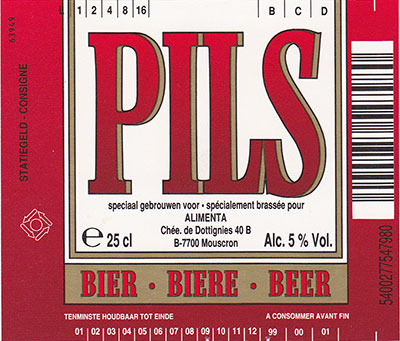 L 1 2 4 8 16 B C D
63949
STATIEGELD - CONSIGNE
PILS
speciaal gebrouwen voor • spécialement brassée pour
ALIMENTA
Chée. de Dottignies 40 B
B-7700 Mouscron
e 25 cl
Alc. 5 % Vol.
BIER · BIERE · BEER
5400277547980
TENMINSTE HOUDBAAR TOT EINDE
A CONSOMMER AVANT FIN
01 02 03 04 05 06 07 08 09 10 11 12 99 00 01